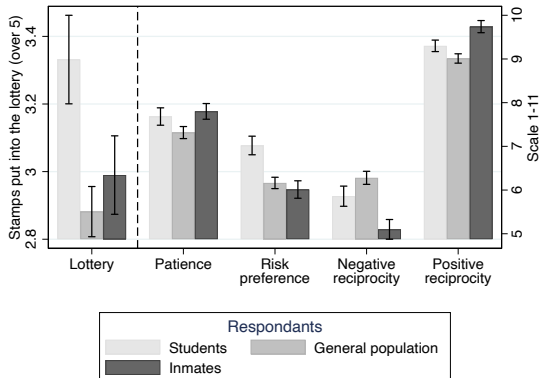 Stamps put into the lottery (over 5)
3.4
3.2
3
2.8
10
9
8
7
6
5
Scale 1-11
Lottery
Patience
Risk
preference
Negative
reciprocity
Positive
reciprocity
Respondants
Students
General population
Inmates